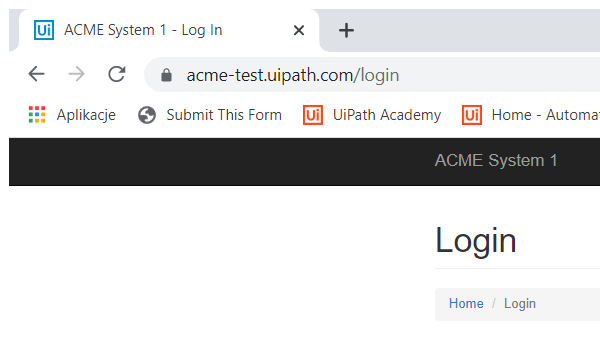 Ui ACME System 1 - Log In
acme-test.uipath.com/login
Aplikacje Submit This Form Ui UiPath Academy Ui Home - Automat
ACME System 1
Login
Home / Login